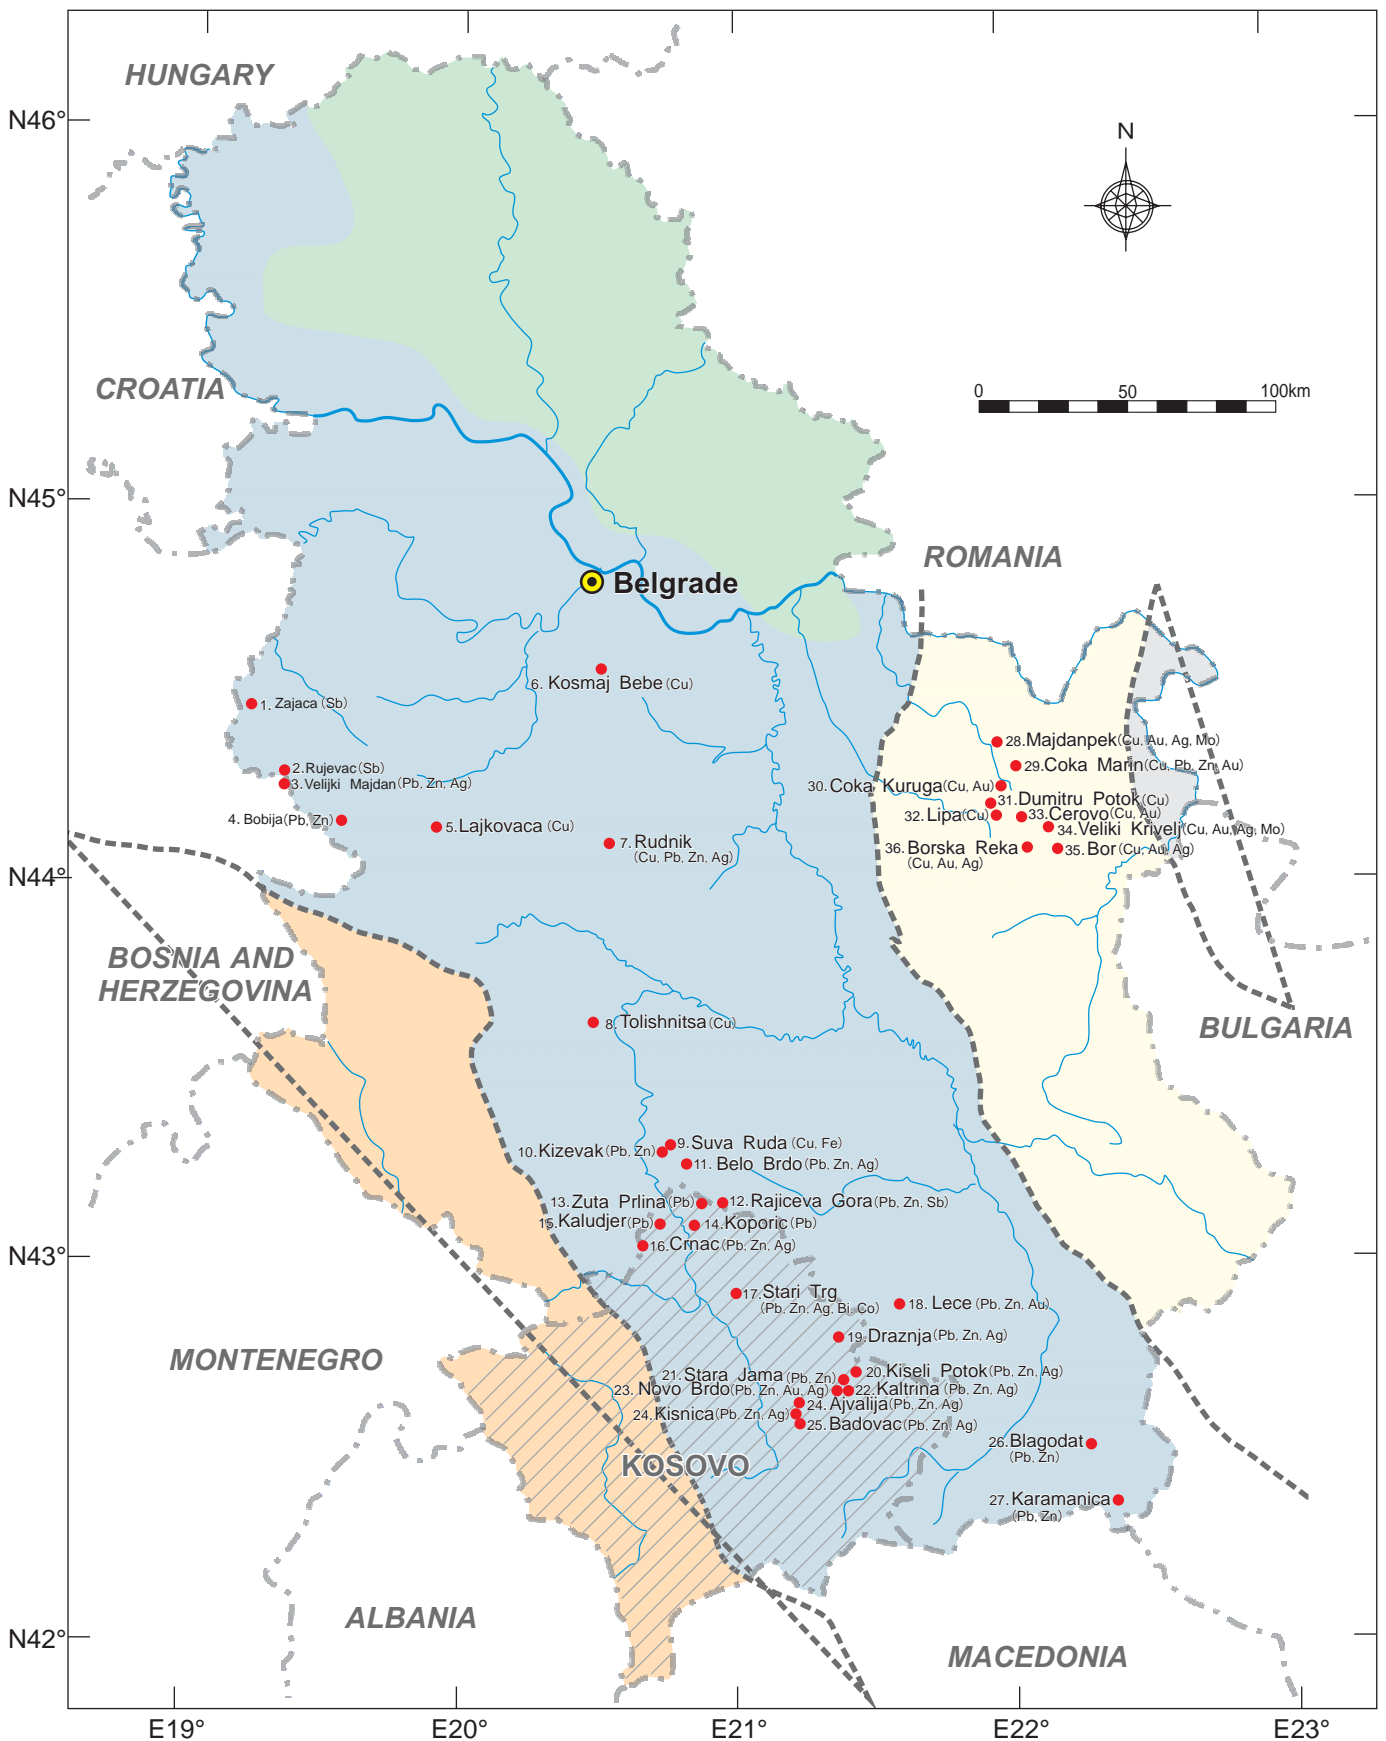 HUNGARY
N46°
N
CROATIA
0 50 100km
N45°
ROMANIA
Belgrade
6. Kosmaj Bebe (Cu)
1. Zajaca (Sb)
28.Majdanpek(Cu, Au, Ag, Mo)
2.Rujevac(Sb)
29.Coka Marin(Cu, Pb, Zn, Au)
3.Velijki Majdan(Pb, Zn, Ag)
30.Coka Kuruga(Cu, Au)
31.Dumitru Potok(Cu)
4.Bobija(Pb, Zn)
32.Lipa(Cu)
33.Cerovo(Cu, Au)
5.Lajkovaca (Cu)
34.Veliki Krivelj(Cu, Au, Ag, Mo)
7.Rudnik
(Cu, Pb, Zn, Ag)
36.Borska Reka
(Cu, Au, Ag)
35.Bor(Cu, Au, Ag)
N44°
BOSNIA AND
HERZEGOVINA
8.Tolishnitsa(Cu)
BULGARIA
9.Suva Ruda (Cu, Fe)
10.Kizevak(Pb, Zn)
11. Belo Brdo (Pb, Zn, Ag)
13.Zuta Prlina(Pb)
12.Rajiceva Gora(Pb, Zn, Sb)
15.Kaludjer(Pb)
14.Koporic(Pb)
16.Crnac(Pb, Zn, Ag)
N43°
17.Stari Trg
(Pb, Zn, Ag, Bi, Co)
18. Lece (Pb, Zn, Au)
19.Draznja(Pb, Zn, Ag)
MONTENEGRO
20.Kiseli Potok(Pb, Zn, Ag)
21.Stara Jama(Pb, Zn)
23. Novo Brdo(Pb, Zn, Au, Ag)
22.Kaltrina(Pb, Zn, Ag)
24.Ajvalija(Pb, Zn, Ag)
24.Kisnica(Pb, Zn, Ag)
25.Badovac(Pb, Zn, Ag)
26.Blagodat
(Pb, Zn)
KOSOVO
27.Karamanica
(Pb, Zn)
ALBANIA
N42°
MACEDONIA
E19° E20° E21° E22° E23°